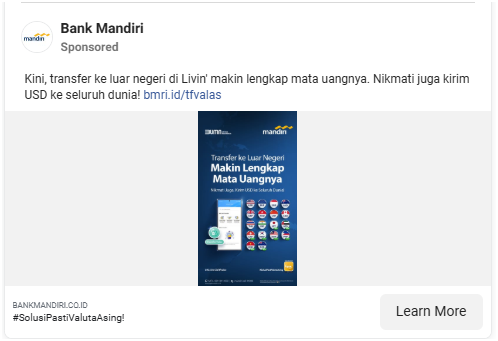 Bank Mandiri
Sponsored
mandiri
Kini, transfer ke luar negeri di Livin' makin lengkap mata uangnya. Nikmati juga kirim
USD ke seluruh dunia! bmri.id/tfvalas
BUMN
mandiri
Transfer ke Luar Negeri
Makin Lengkap
Mata Uangnya
Nikmati Juga, Kirim USD ke Seluruh Dunia!
BANKMANDIRI.CO.ID
#SolusiPastiValutaAsing!
Learn More